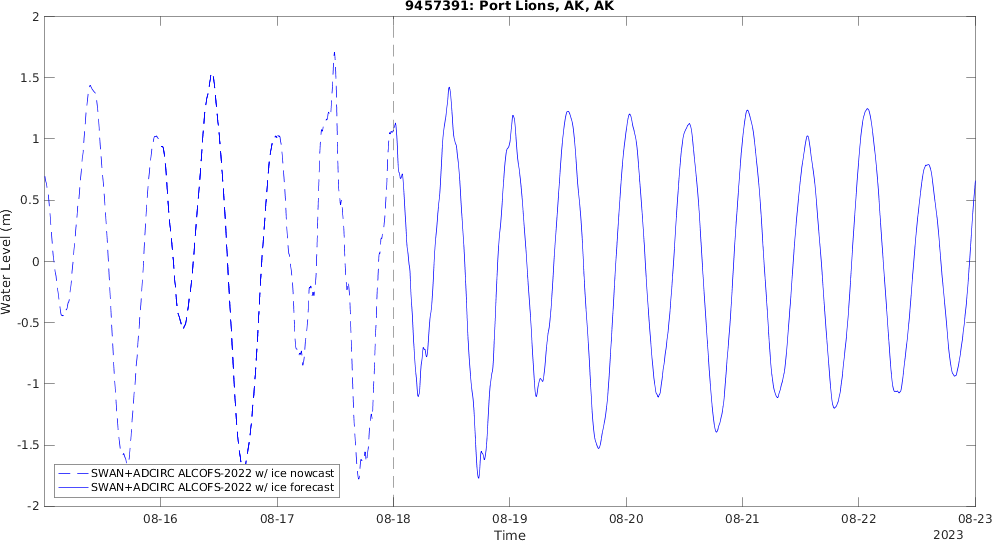 9457391: Port Lions, AK, AK
Water Level (m)
2
1.5
1
0.5
0
-0.5
-1
-1.5
-2
SWAN+ADCIRC ALCOFS-2022 w/ ice nowcast
SWAN+ADCIRC ALCOFS-2022 w/ ice forecast
08-16 08-17 08-18 08-19 08-20 08-21 08-22 08-23
Time
2023